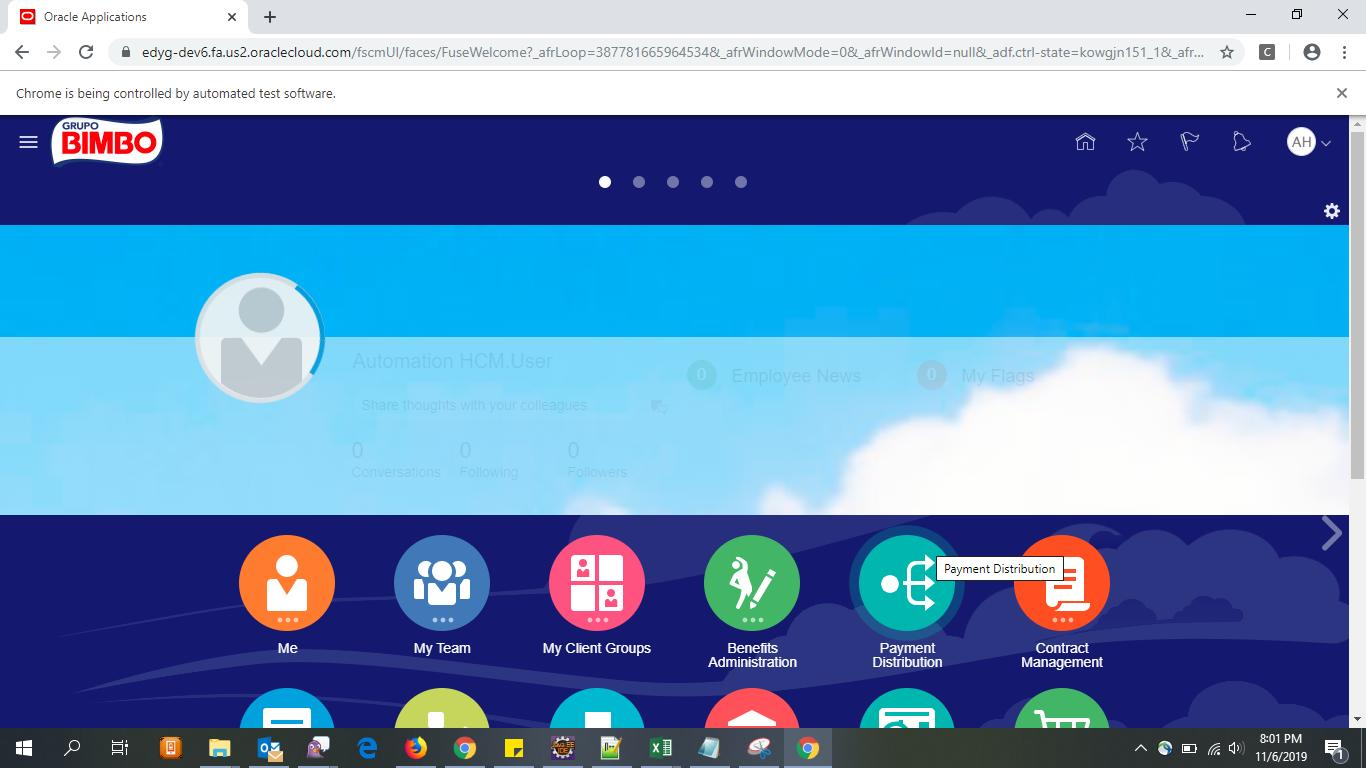 Oracle Applications
edyg-dev6.fa.us2.oraclecloud.com/fscmUI/faces/FuseWelcome?_afrLoop=3877816659645348&_afrWindowMode=0&_afrWindowId=null&_adf.ctrl-state=kowgjn151_1&_afr...
C
Chrome is being controlled by automated test software.
GRUPO
BIMBO
AH
Automation HCM.User
0 Employee News
0 My Flags
Share thoughts with your colleagues
0 0 0
Conversations Following Followers
Payment Distribution
Me
My Team
My Client Groups
Benefits
Administration
Payment
Distribution
Contract
Management
8:01 PM
11/6/2019
1